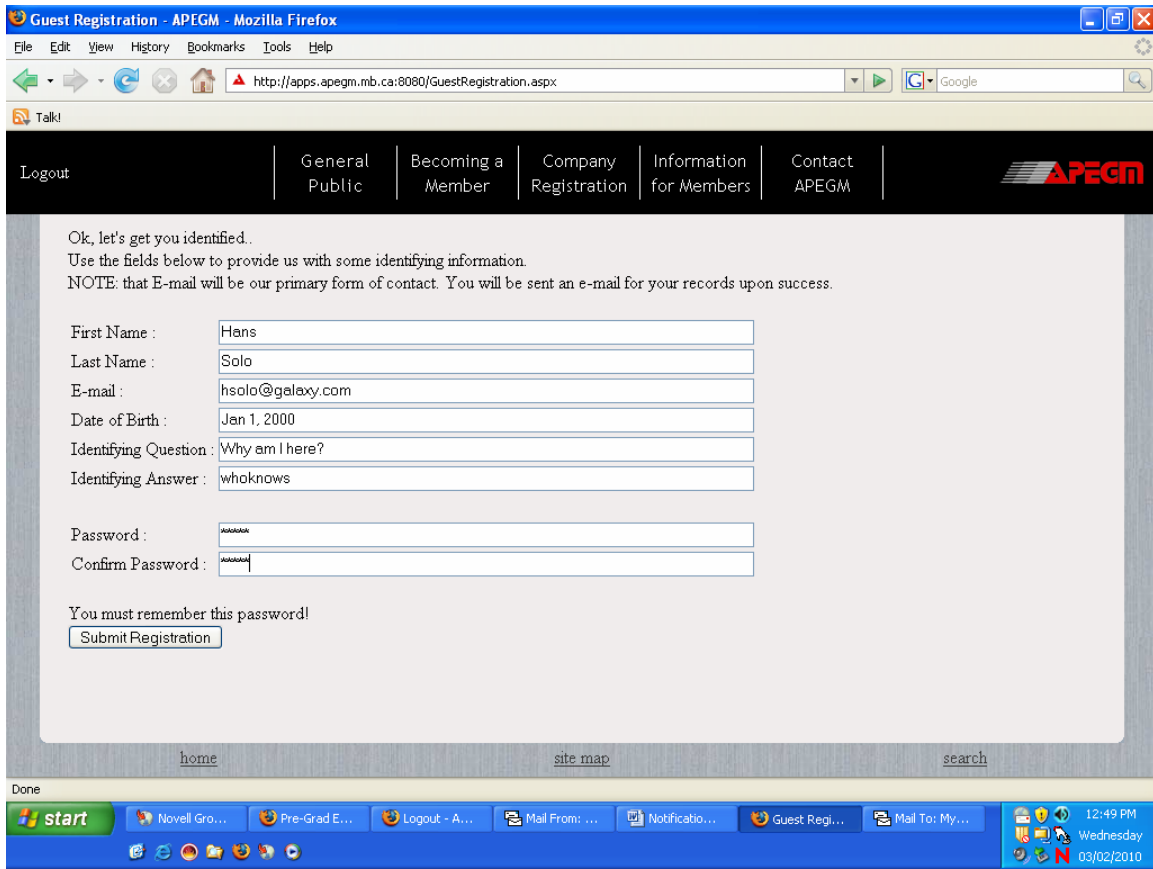 Guest Registration - APEGM - Mozilla Firefox
File Edit View History Bookmarks Tools Help
http://apps.apegm.mb.ca:8080/GuestRegistration.aspx
G Google
Talk!
Logout
General Public
Becoming a Member
Company Registration
Information for Members
Contact APEGM
APEGM
Ok, let's get you identified..
Use the fields below to provide us with some identifying information.
NOTE: that E-mail will be our primary form of contact. You will be sent an e-mail for your records upon success.
First Name : Hans
Last Name : Solo
E-mail : hsolo@galaxy.com
Date of Birth : Jan 1, 2000
Identifying Question : Why am I here?
Identifying Answer : whoknows
Password : *****
Confirm Password : *****
You must remember this password!
Submit Registration
home site map search
Done
start Novell Gro... Pre-Grad E... Logout - A... Mail From: ... Notificatio... Guest Regi... Mail To: My... 12:49 PM
Wednesday
N 03/02/2010